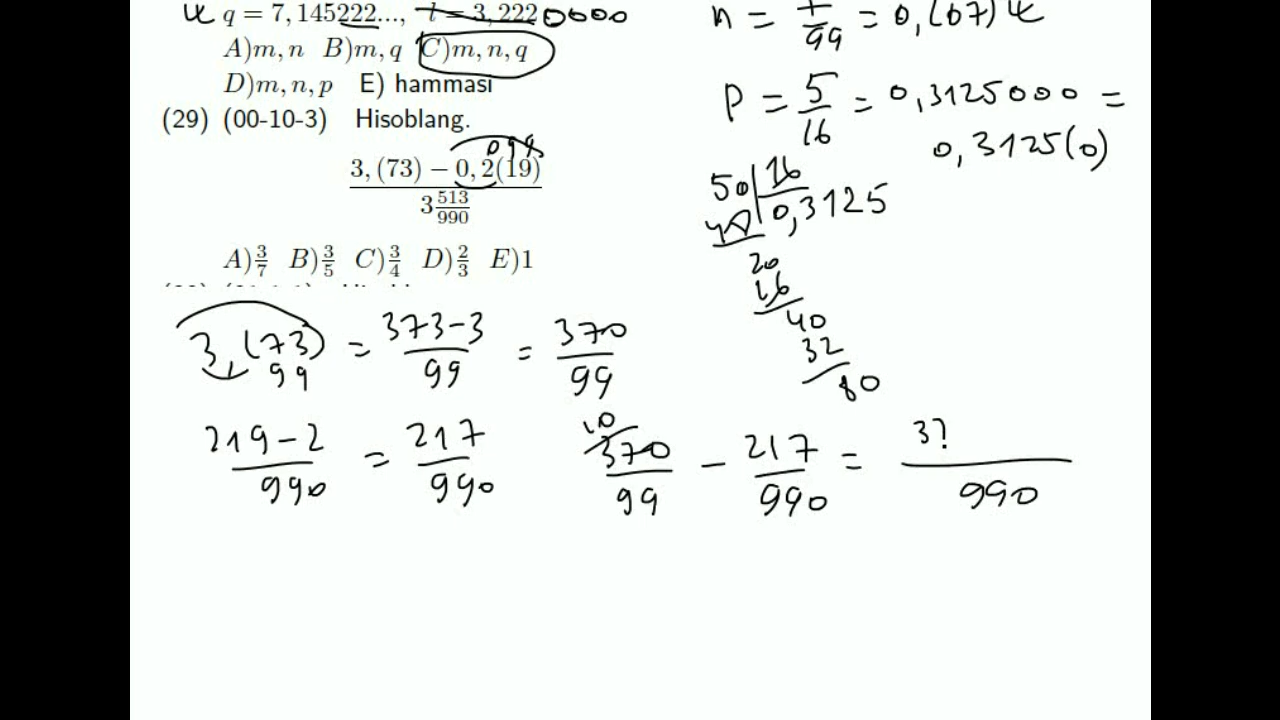 ʉ q = 7, 145222..., t = 3, 2220000
A)m, n B)m, q C)m, n, q
D)m, n, p E) hammasi
(29) (00-10-3) Hisoblang.
099
3, (73) − 0, 2(19)
3 513/990
A) 3/7 B) 3/5 C) 3/4 D) 2/3 E)1
n = 7/99 = 0,(07)
P = 5/16 = 0,3125000 =
0,3125(0)
50 | 16
0,3125
20
16
40
32
80
3,(73) = 373-3/99 = 370/99
99
219-2/990 = 217/990
10
370/99 - 217/990 = 37/990